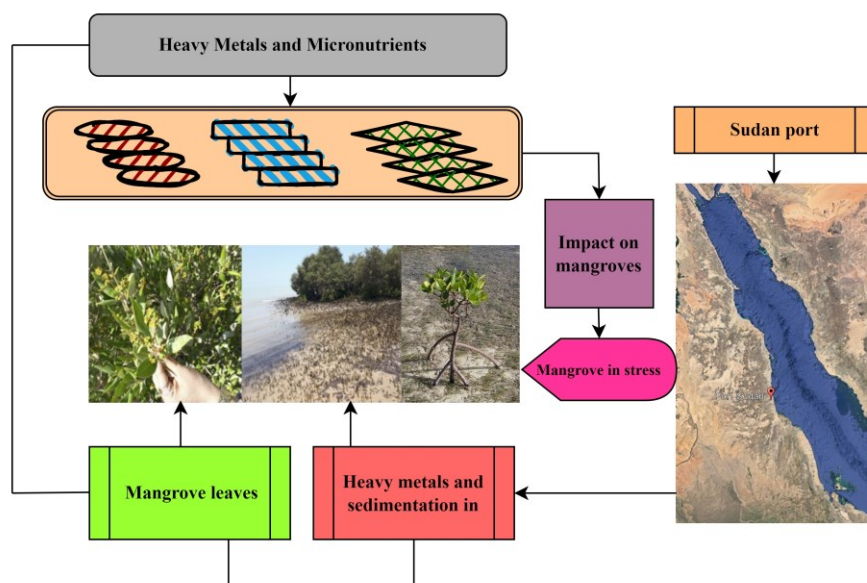 Heavy Metals and Micronutrients
Sudan port
Impact on
mangroves
Mangrove in stress
Mangrove leaves
Heavy metals and
sedimentation in